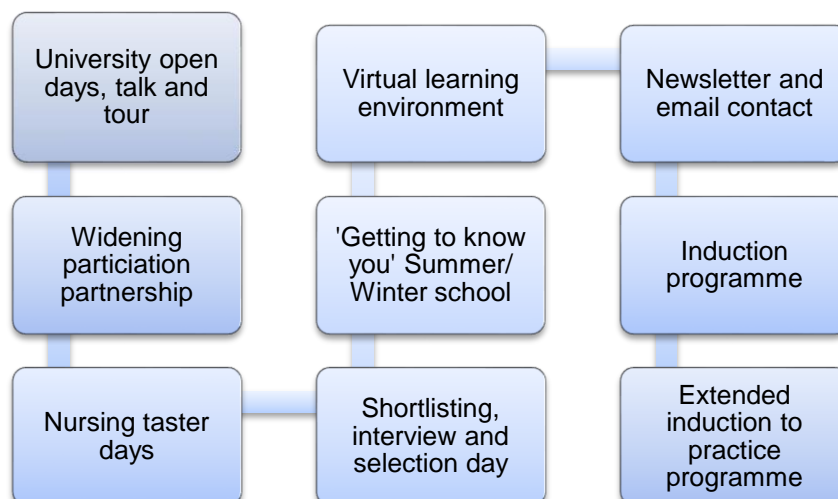 University open
days, talk and
tour
Widening
particiation
partnership
Nursing taster
days
Shortlisting,
interview and
selection day
'Getting to know
you' Summer/
Winter school
Virtual learning
environment
Newsletter and
email contact
Induction
programme
Extended
induction to
practice
programme